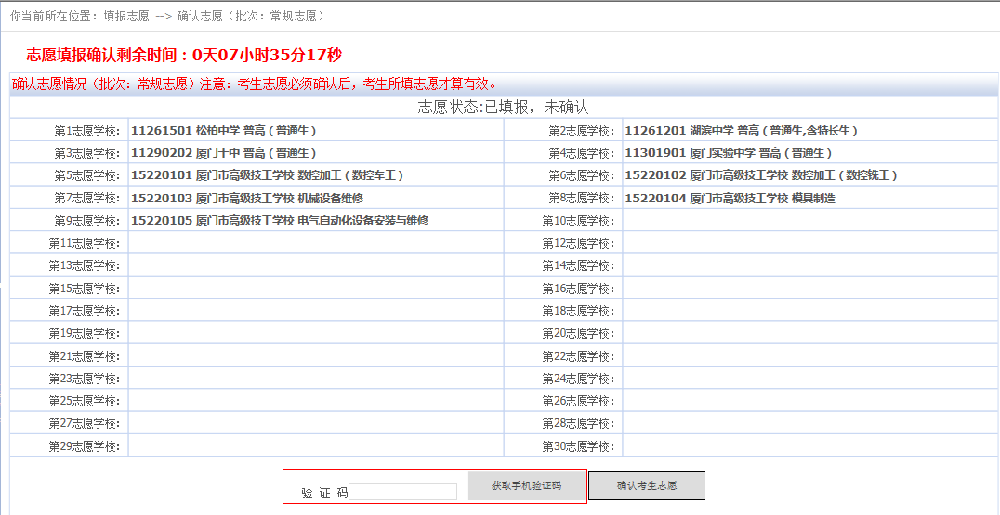 你当前所在位置：填报志愿 --> 确认志愿（批次：常规志愿）
志愿填报确认剩余时间：0天07小时35分17秒
确认志愿情况（批次：常规志愿）注意：考生志愿必须确认后，考生所填志愿才算有效。
志愿状态:已填报，未确认
第1志愿学校： 11261501 松柏中学 普高（普通生） 第2志愿学校： 11261201 湖滨中学 普高（普通生,含特长生）
第3志愿学校： 11290202 厦门十中 普高（普通生） 第4志愿学校： 11301901 厦门实验中学 普高（普通生）
第5志愿学校： 15220101 厦门市高级技工学校 数控加工（数控车工） 第6志愿学校： 15220102 厦门市高级技工学校 数控加工（数控铣工）
第7志愿学校： 15220103 厦门市高级技工学校 机械设备维修 第8志愿学校： 15220104 厦门市高级技工学校 模具制造
第9志愿学校： 15220105 厦门市高级技工学校 电气自动化设备安装与维修 第10志愿学校：
第11志愿学校： 第12志愿学校：
第13志愿学校： 第14志愿学校：
第15志愿学校： 第16志愿学校：
第17志愿学校： 第18志愿学校：
第19志愿学校： 第20志愿学校：
第21志愿学校： 第22志愿学校：
第23志愿学校： 第24志愿学校：
第25志愿学校： 第26志愿学校：
第27志愿学校： 第28志愿学校：
第29志愿学校： 第30志愿学校：
验 证 码 获取手机验证码 确认考生志愿